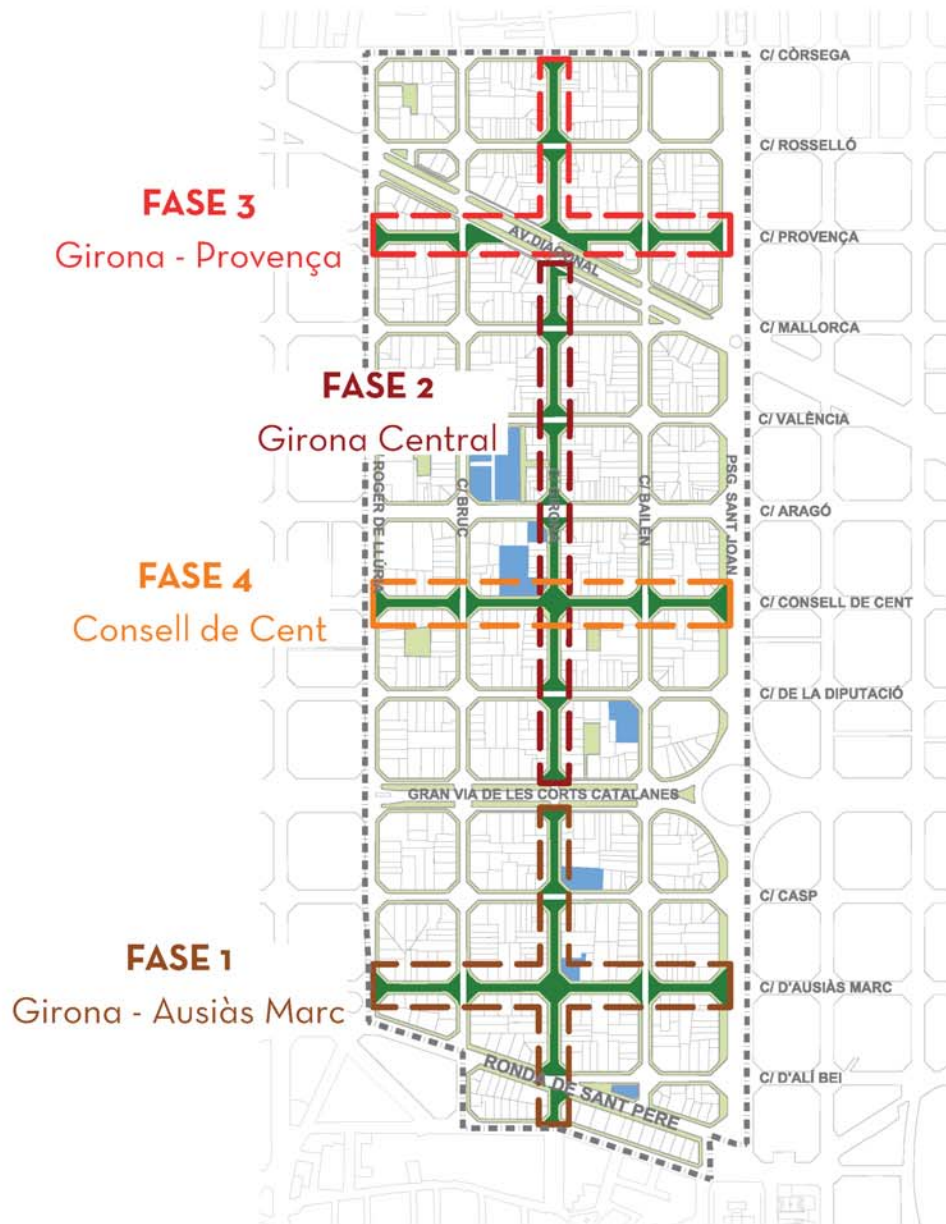 C/ CÒRSEGA
C/ ROSSELLÓ
FASE 3
Girona - Provença
AV.DIAGONAL
C/ PROVENÇA
C/ MALLORCA
FASE 2
Girona Central
C/ VALÈNCIA
C/ ROGER DE LLÚRIA
C/ BRUC
C/ BAILÈN
PSG. SANT JOAN
C/ ARAGÓ
FASE 4
Consell de Cent
C/ CONSELL DE CENT
C/ DE LA DIPUTACIÓ
GRAN VIA DE LES CORTS CATALANES
C/ CASP
FASE 1
Girona - Ausiàs Marc
C/ D'AUSIÀS MARC
RONDA DE SANT PERE
C/ D'ALÍ BEI